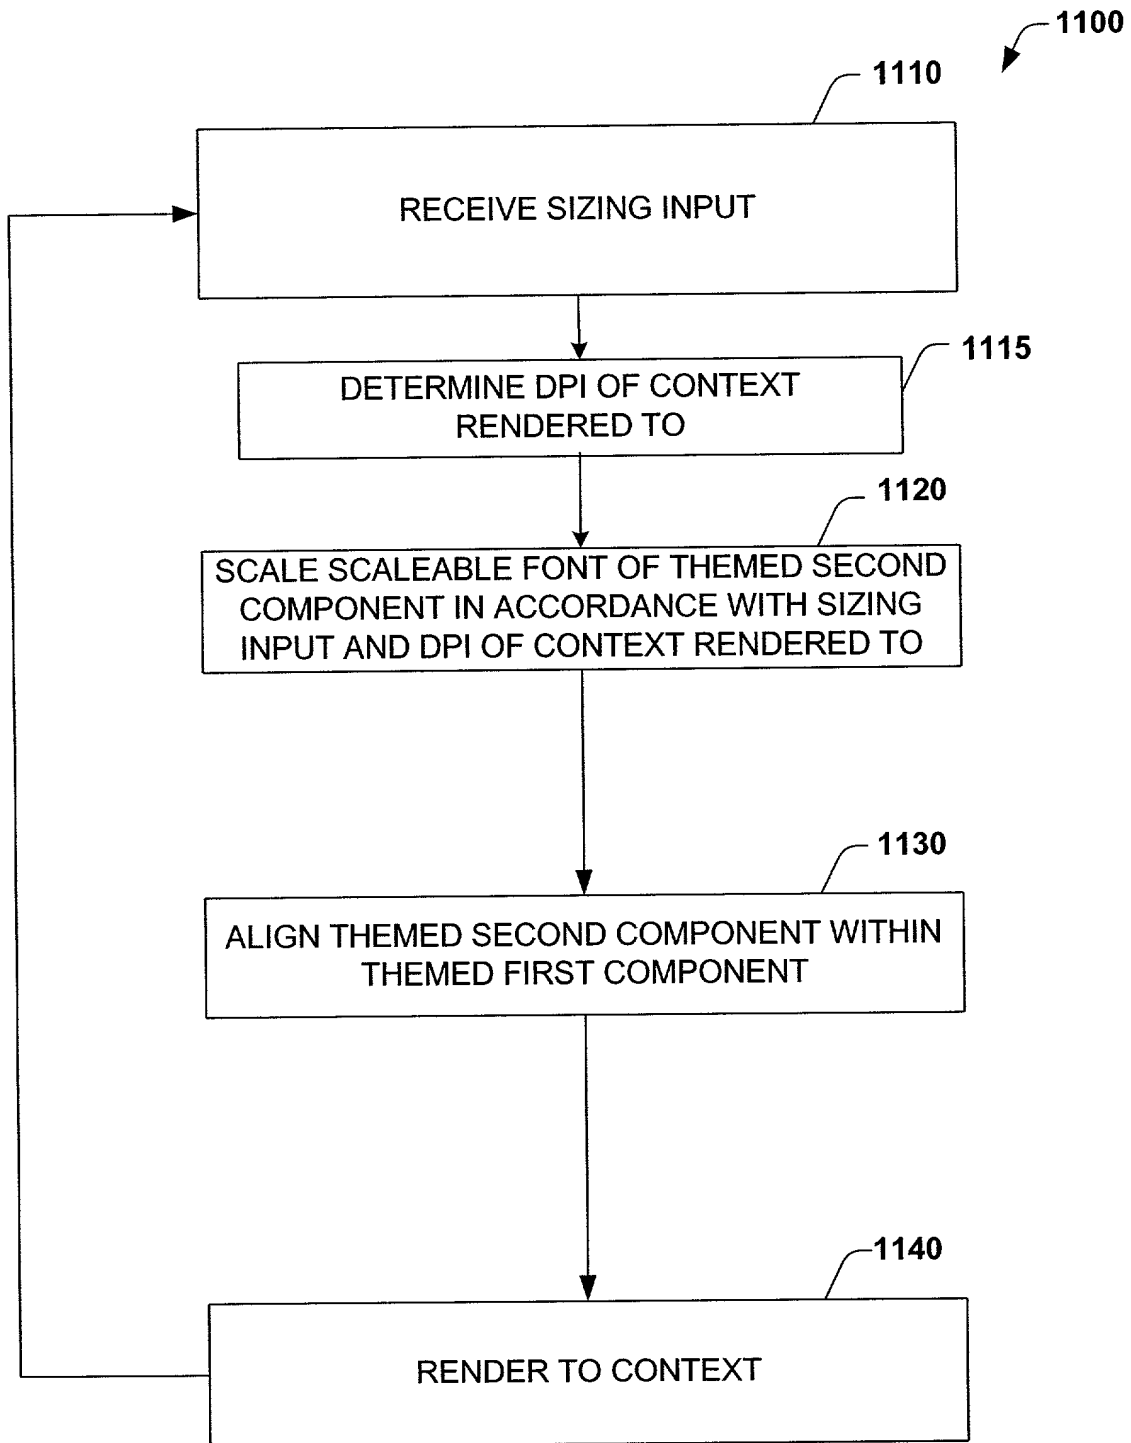 1100
1110
RECEIVE SIZING INPUT
1115
DETERMINE DPI OF CONTEXT
RENDERED TO
1120
SCALE SCALEABLE FONT OF THEMED SECOND
COMPONENT IN ACCORDANCE WITH SIZING
INPUT AND DPI OF CONTEXT RENDERED TO
1130
ALIGN THEMED SECOND COMPONENT WITHIN
THEMED FIRST COMPONENT
1140
RENDER TO CONTEXT